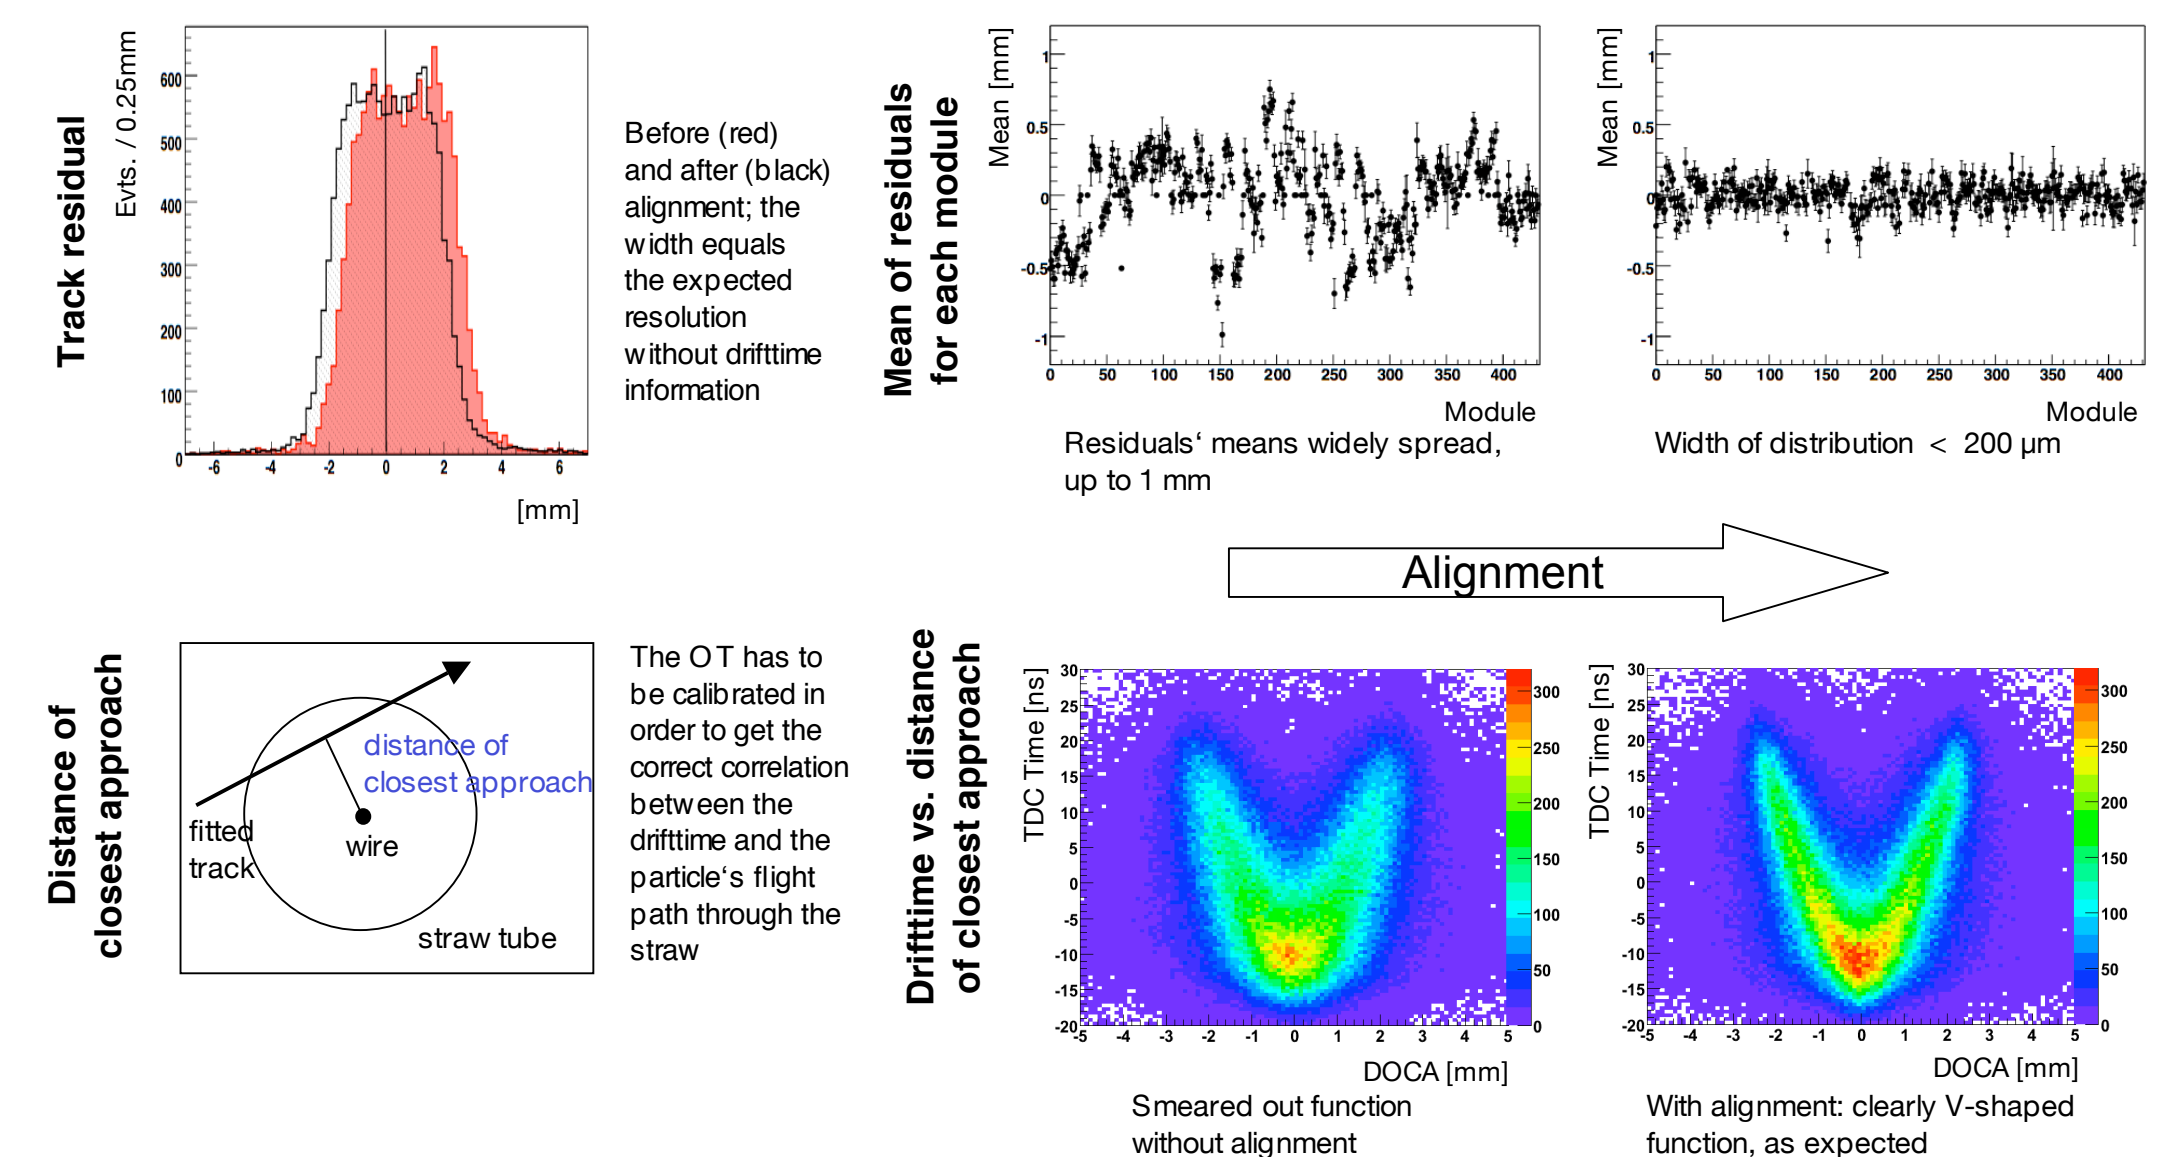 Track residual
Evts. / 0.25mm
600
500
400
300
200
100
0
-6
-4
-2
0
2
4
6
[mm]
Before (red)
and after (black)
alignment; the
width equals
the expected
resolution
without drifttime
information
Mean of residuals
for each module
Mean [mm]
1
0.5
0
-0.5
-1
0
50
100
150
200
250
300
350
400
Module
Residuals‘ means widely spread,
up to 1 mm
Mean [mm]
1
0.5
0
-0.5
-1
0
50
100
150
200
250
300
350
400
Module
Width of distribution < 200 µm
Alignment
Distance of
closest approach
distance of
closest approach
fitted
track
wire
straw tube
The OT has to
be calibrated in
order to get the
correct correlation
between the
drifttime and the
particle‘s flight
path through the
straw
Drifttime vs. distance
of closest approach
TDC Time [ns]
30
25
20
15
10
5
0
-5
-10
-15
-20
-5
-4
-3
-2
-1
0
1
2
3
4
5
300
250
200
150
100
50
0
DOCA [mm]
Smeared out function
without alignment
TDC Time [ns]
30
25
20
15
10
5
0
-5
-10
-15
-20
-5
-4
-3
-2
-1
0
1
2
3
4
5
300
250
200
150
100
50
0
DOCA [mm]
With alignment: clearly V-shaped
function, as expected